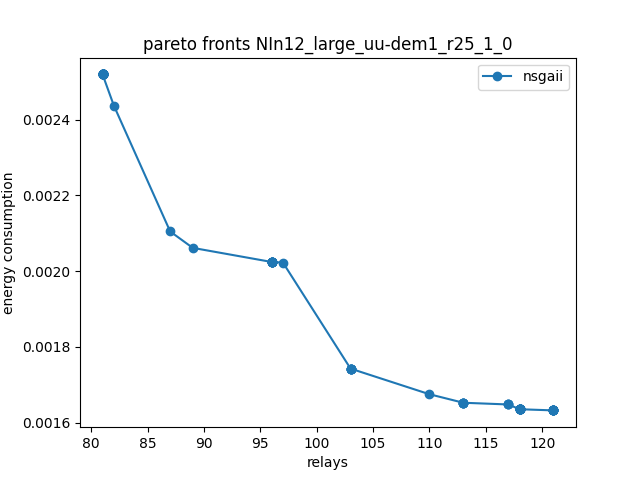 pareto fronts NIn12_large_uu-dem1_r25_1_0
nsgaii
energy consumption
0.0024
0.0022
0.0020
0.0018
0.0016
80 85 90 95 100 105 110 115 120
relays